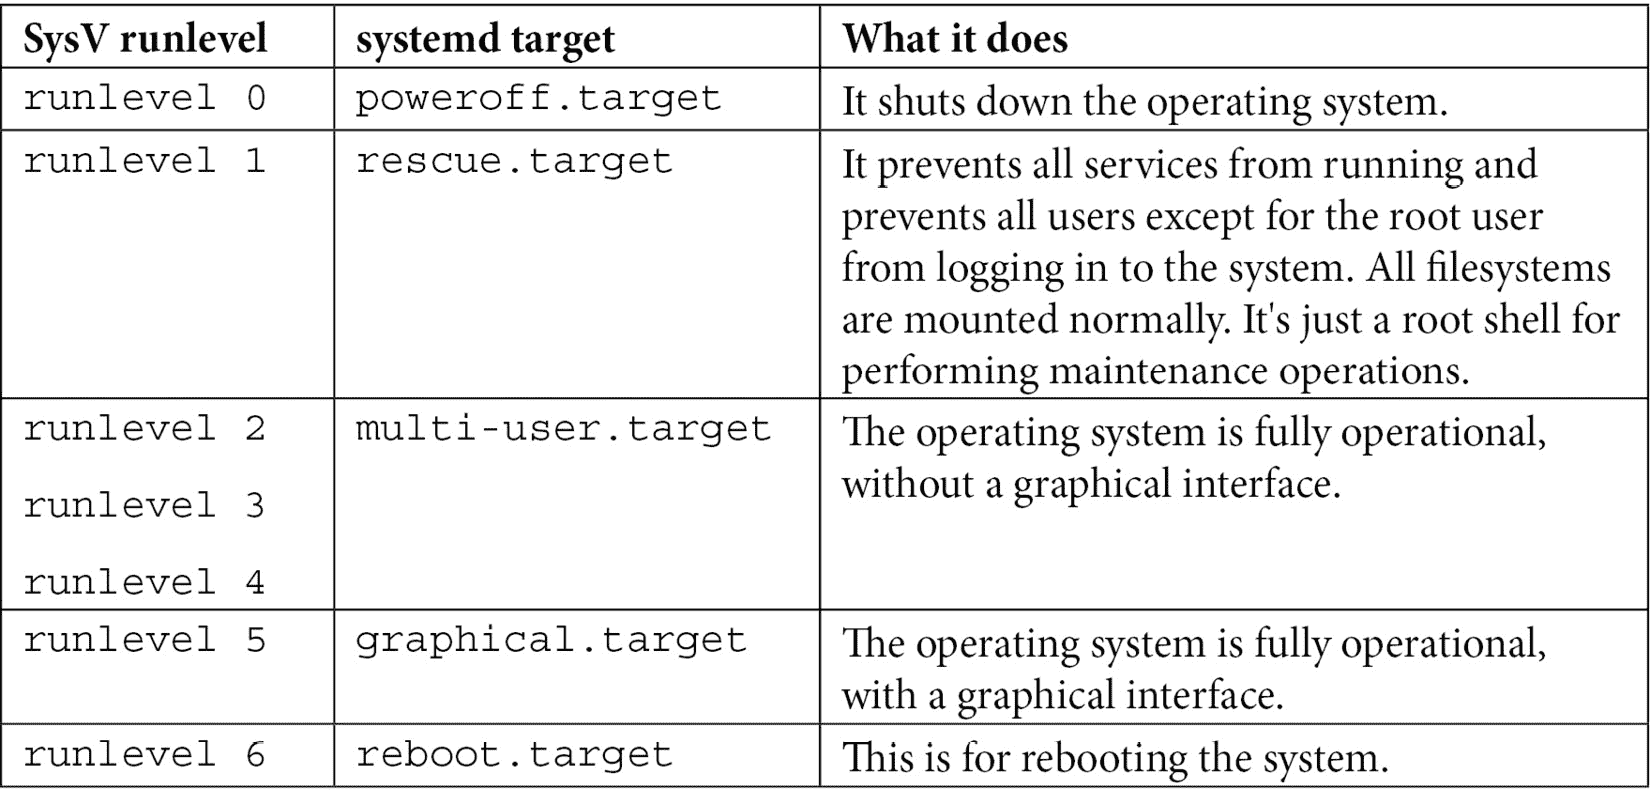 SysV runlevel systemd target What it does
runlevel 0 poweroff.target It shuts down the operating system.
runlevel 1 rescue.target It prevents all services from running and
prevents all users except for the root user
from logging in to the system. All filesystems
are mounted normally. It's just a root shell for
performing maintenance operations.
runlevel 2 multi-user.target The operating system is fully operational,
without a graphical interface.
runlevel 3
runlevel 4
runlevel 5 graphical.target The operating system is fully operational,
with a graphical interface.
runlevel 6 reboot.target This is for rebooting the system.